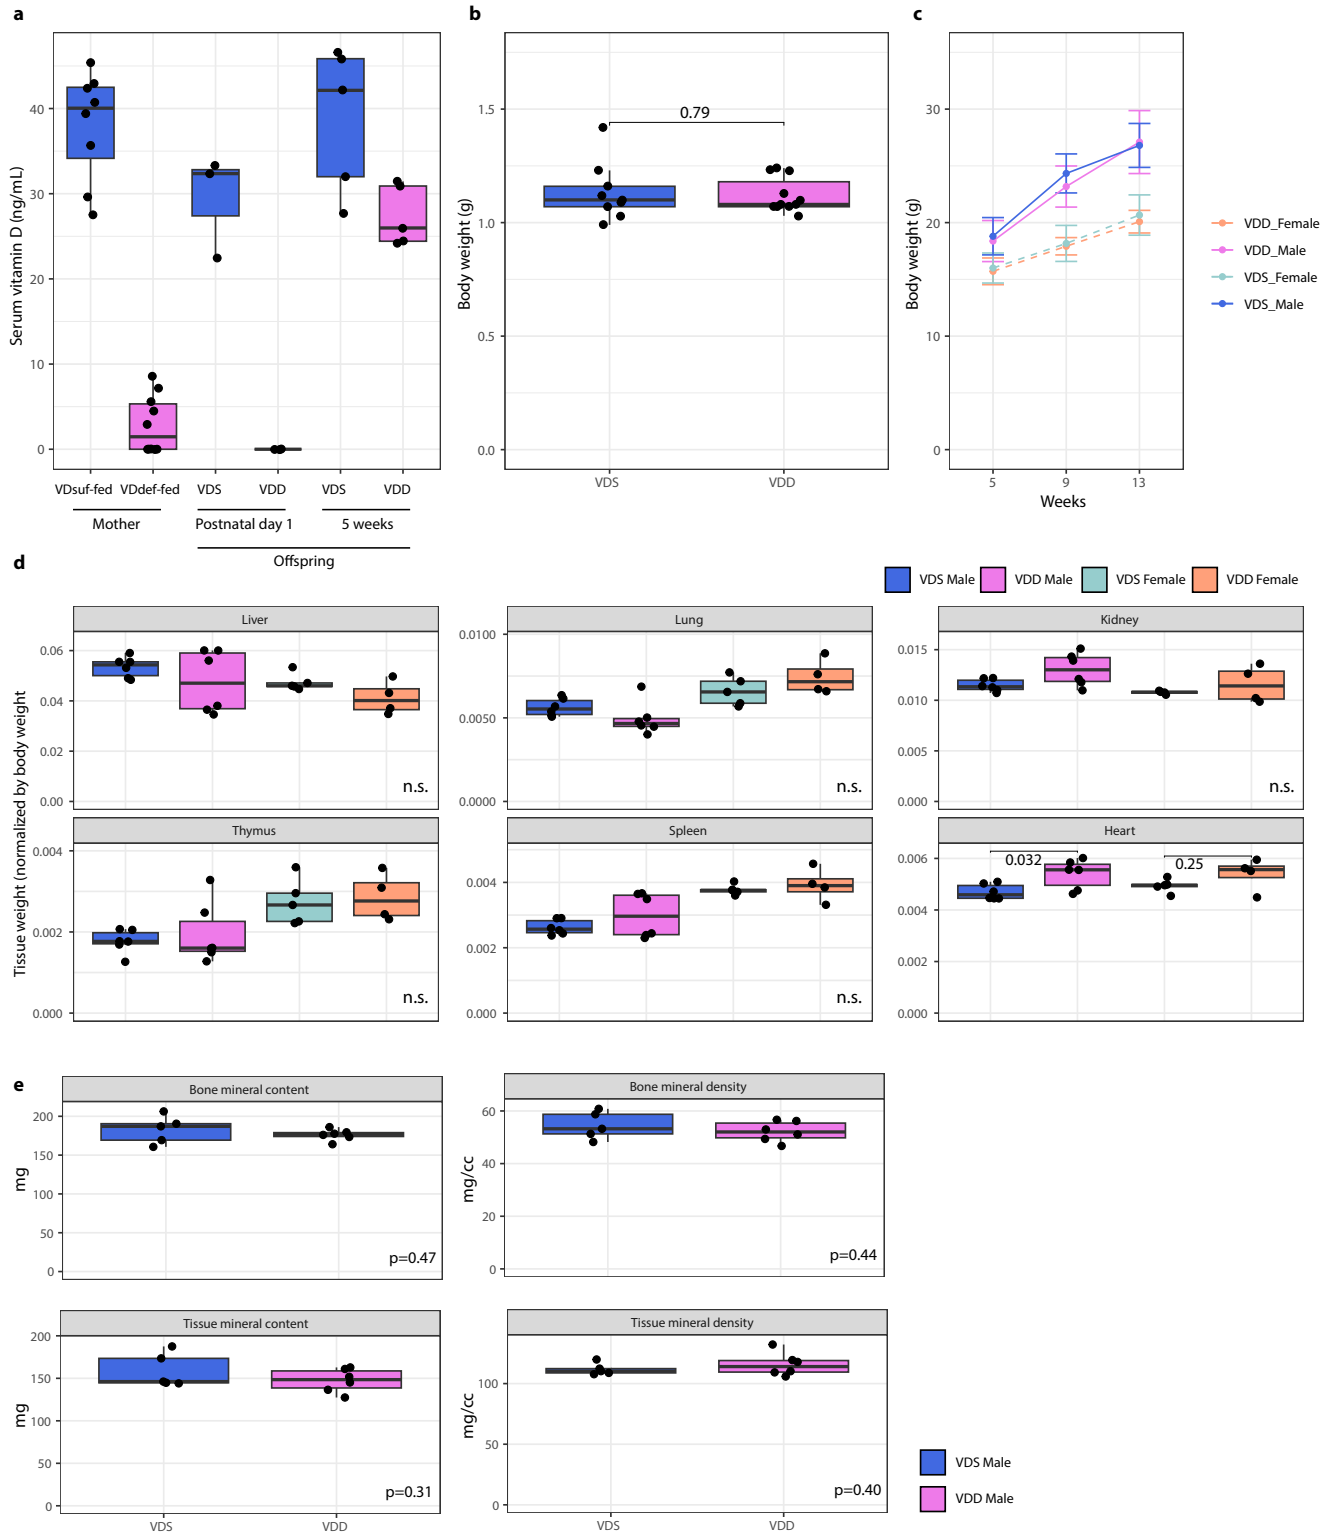 a
Serum vitamin D (ng/mL)
40
30
20
10
0
VDsuf-fed VDdef-fed VDS VDD VDS VDD
Mother Postnatal day 1 5 weeks
Offspring
b
Body weight (g)
1.5
1.0
0.5
0.0
0.79
VDS VDD
c
Body weight (g)
30
20
10
0
5 9 13
Weeks
VDD_Female
VDD_Male
VDS_Female
VDS_Male
d
VDS Male VDD Male VDS Female VDD Female
Tissue weight (normalized by body weight)
Liver
0.06
0.04
0.02
0.00
n.s.
Lung
0.0100
0.0050
0.0000
n.s.
Kidney
0.015
0.010
0.005
0.000
n.s.
Thymus
0.004
0.002
0.000
n.s.
Spleen
0.004
0.002
0.000
n.s.
Heart
0.006
0.004
0.002
0.000
0.032
0.25
e
Bone mineral content
mg
200
150
100
50
0
p=0.47
Bone mineral density
mg/cc
60
40
20
0
p=0.44
Tissue mineral content
mg
200
150
100
50
0
p=0.31
VDS VDD
Tissue mineral density
mg/cc
100
50
0
p=0.40
VDS VDD
VDS Male
VDD Male